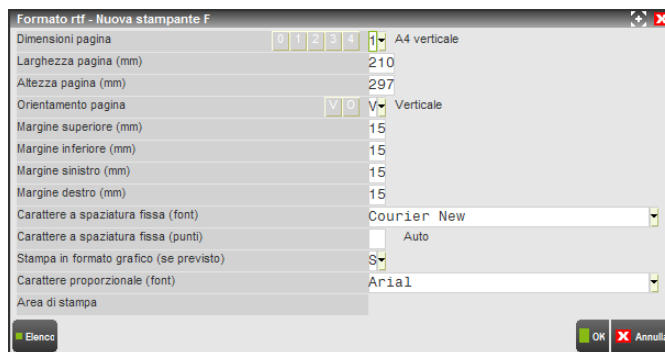 Formato rtf - Nuova stampante F
Dimensioni pagina 0 1 2 3 4 1 A4 verticale
Larghezza pagina (mm) 210
Altezza pagina (mm) 297
Orientamento pagina V O V Verticale
Margine superiore (mm) 15
Margine inferiore (mm) 15
Margine sinistro (mm) 15
Margine destro (mm) 15
Carattere a spaziatura fissa (font) Courier New
Carattere a spaziatura fissa (punti) Auto
Stampa in formato grafico (se previsto) S
Carattere proporzionale (font) Arial
Area di stampa
Elenco OK Annulla